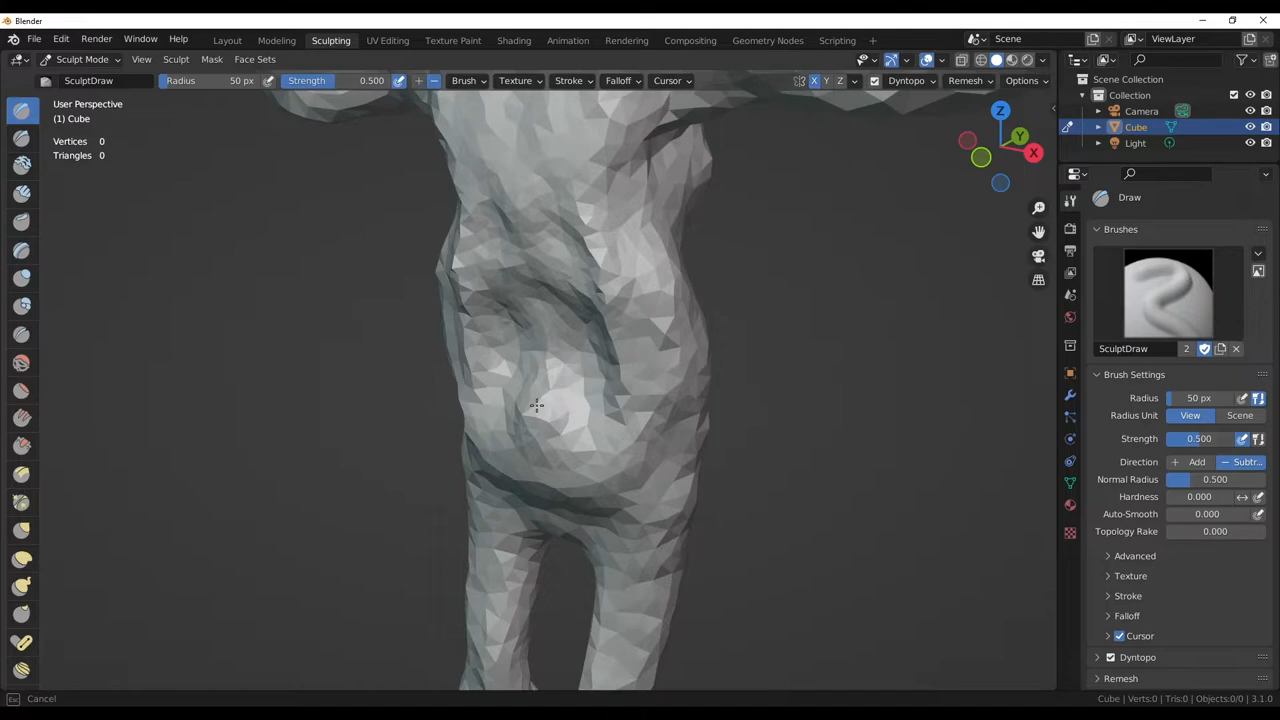 Blender
File Edit Render Window Help Layout Modeling Sculpting UV Editing Texture Paint Shading Animation Rendering Compositing Geometry Nodes Scripting + Scene ViewLayer
Sculpt Mode View Sculpt Mask Face Sets
SculptDraw Radius 50 px Strength 0.500 + − Brush Texture Stroke Falloff Cursor X Y Z Dyntopo Remesh Options
User Perspective
(1) Cube
Vertices 0
Triangles 0
Z
Y
X
Scene Collection
Collection
Camera
Cube
Light
Draw
Brushes
SculptDraw 2
Brush Settings
Radius 50 px
Radius Unit View Scene
Strength 0.500
Direction + Add − Subtr...
Normal Radius 0.500
Hardness 0.000
Auto-Smooth 0.000
Topology Rake 0.000
Advanced
Texture
Stroke
Falloff
Cursor
Dyntopo
Remesh
Esc Cancel
Cube | Verts:0 | Tris:0 | Objects:0/0 | 3.1.0